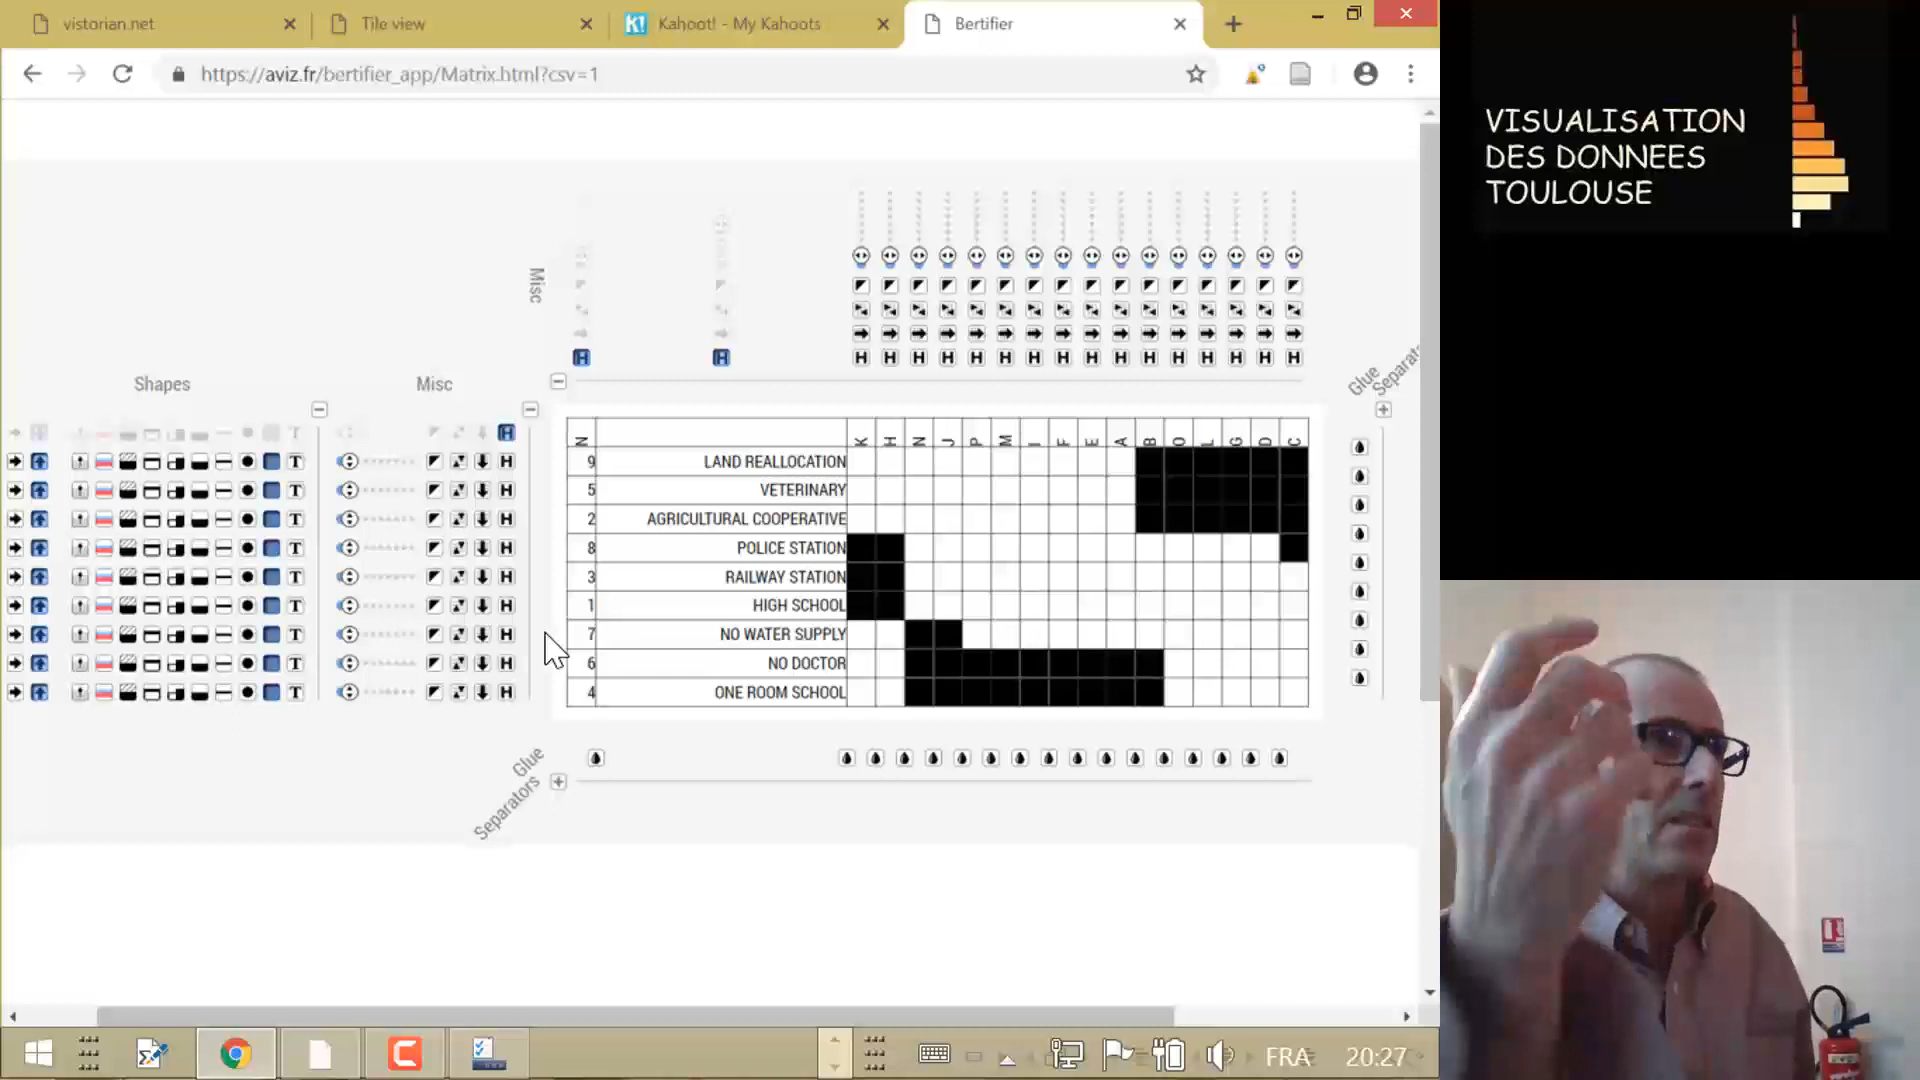 vistorian.net
Tile view
K! Kahoot! - My Kahoots
Bertifier
https://aviz.fr/bertifier_app/Matrix.html?csv=1
VISUALISATION
DES DONNEES
TOULOUSE
Misc
H H H H H H H H H H H H H H H H H H
Shapes
Misc
Glue
Separat
N K H N J P M I F E A B O L G D C
T H
T H 9 LAND REALLOCATION
T H 5 VETERINARY
T H 2 AGRICULTURAL COOPERATIVE
T H 8 POLICE STATION
T H 3 RAILWAY STATION
T H 1 HIGH SCHOOL
T H 7 NO WATER SUPPLY
T H 6 NO DOCTOR
T H 4 ONE ROOM SCHOOL
Glue
Separators
FRA 20:27